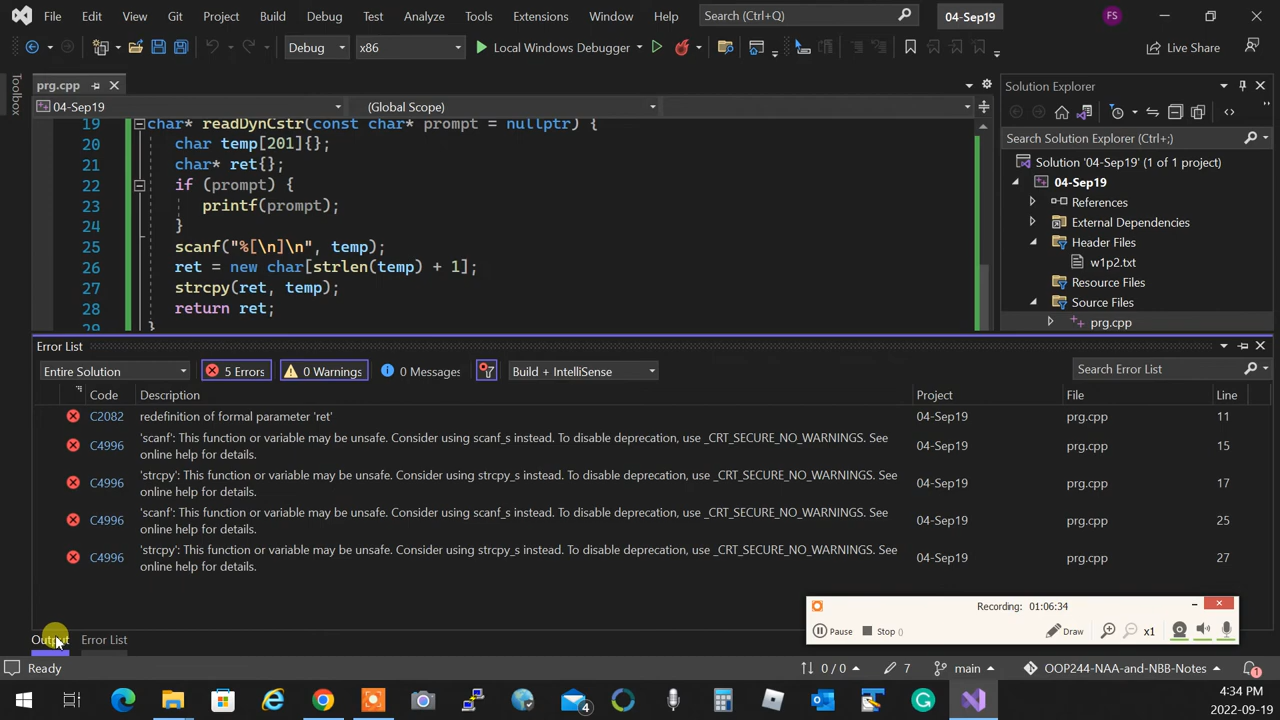 File Edit View Git Project Build Debug Test Analyze Tools Extensions Window Help Search (Ctrl+Q) 04-Sep19 FS
Debug x86 Local Windows Debugger Live Share
Toolbox
prg.cpp
04-Sep19 (Global Scope)
19 char* readDynCstr(const char* prompt = nullptr) {
20 char temp[201]{};
21 char* ret{};
22 if (prompt) {
23 printf(prompt);
24 }
25 scanf("%[\n]\n", temp);
26 ret = new char[strlen(temp) + 1];
27 strcpy(ret, temp);
28 return ret;
29 }
Solution Explorer
Search Solution Explorer (Ctrl+;)
Solution '04-Sep19' (1 of 1 project)
04-Sep19
References
External Dependencies
Header Files
w1p2.txt
Resource Files
Source Files
prg.cpp
Error List
Entire Solution 5 Errors 0 Warnings 0 Messages Build + IntelliSense Search Error List
Code Description Project File Line
C2082 redefinition of formal parameter 'ret' 04-Sep19 prg.cpp 11
C4996 'scanf': This function or variable may be unsafe. Consider using scanf_s instead. To disable deprecation, use _CRT_SECURE_NO_WARNINGS. See online help for details. 04-Sep19 prg.cpp 15
C4996 'strcpy': This function or variable may be unsafe. Consider using strcpy_s instead. To disable deprecation, use _CRT_SECURE_NO_WARNINGS. See online help for details. 04-Sep19 prg.cpp 17
C4996 'scanf': This function or variable may be unsafe. Consider using scanf_s instead. To disable deprecation, use _CRT_SECURE_NO_WARNINGS. See online help for details. 04-Sep19 prg.cpp 25
C4996 'strcpy': This function or variable may be unsafe. Consider using strcpy_s instead. To disable deprecation, use _CRT_SECURE_NO_WARNINGS. See online help for details. 04-Sep19 prg.cpp 27
Recording: 01:06:34
Pause Stop () Draw x1
Output Error List
Ready 0 / 0 7 main OOP244-NAA-and-NBB-Notes 1
4
4:34 PM
2022-09-19